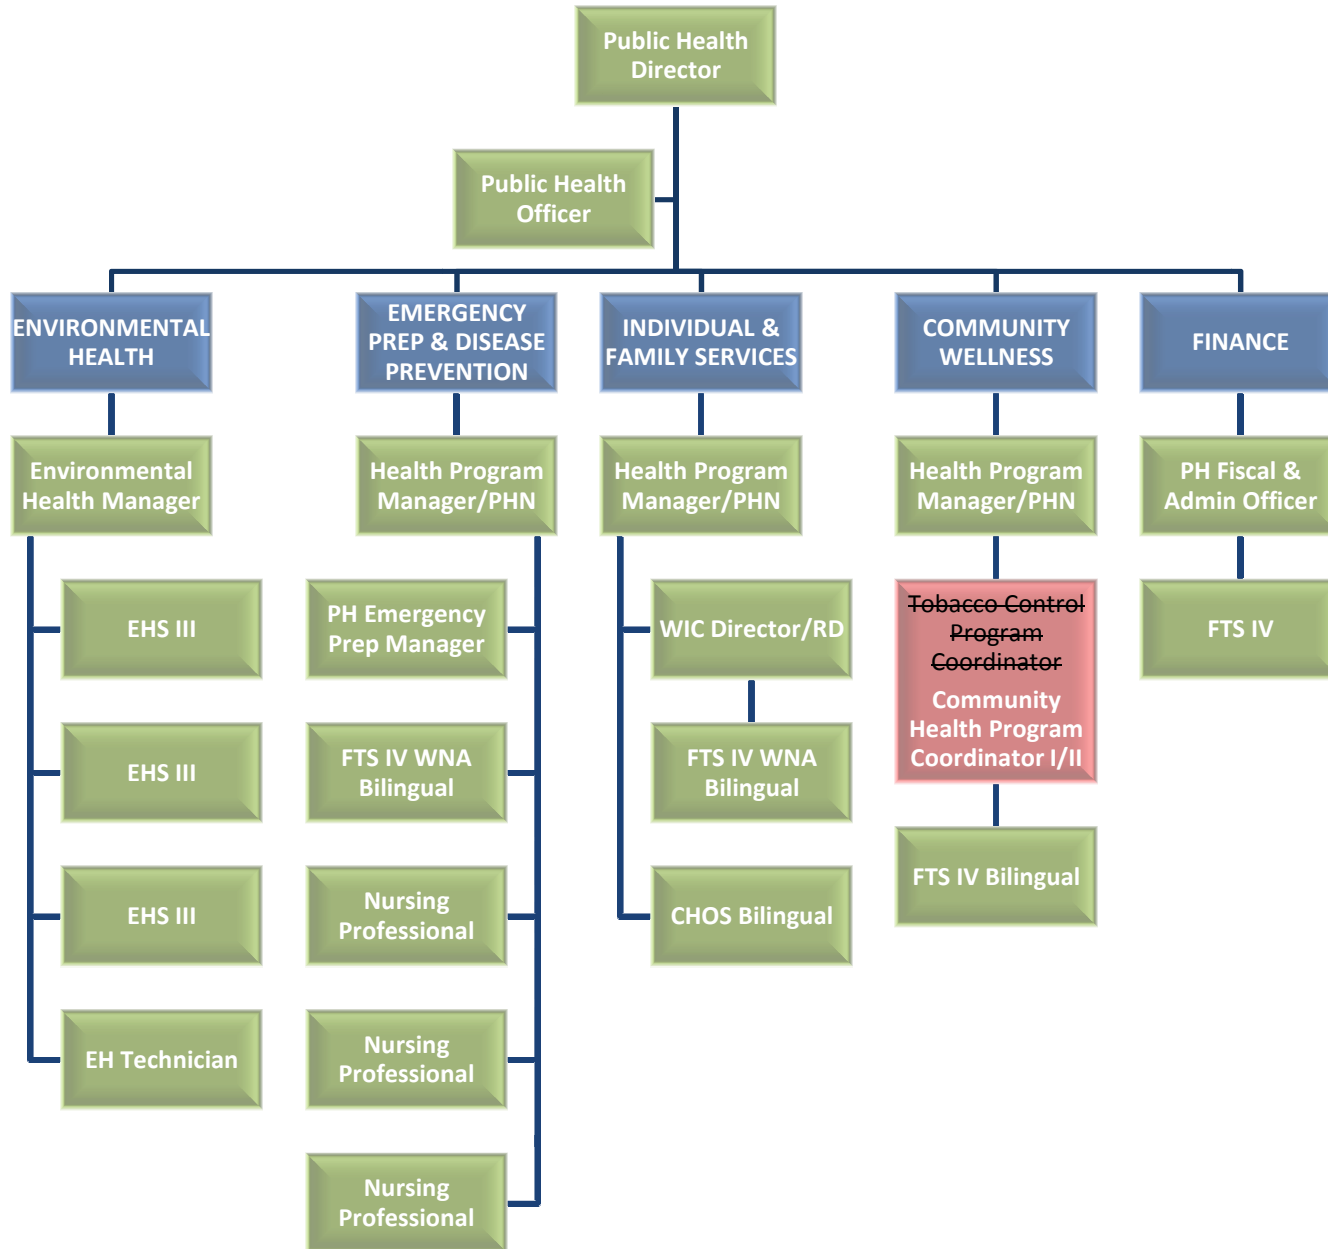 Public Health
Director
Public Health
Officer
ENVIRONMENTAL
HEALTH
EMERGENCY
PREP & DISEASE
PREVENTION
INDIVIDUAL &
FAMILY SERVICES
COMMUNITY
WELLNESS
FINANCE
Environmental
Health Manager
Health Program
Manager/PHN
Health Program
Manager/PHN
Health Program
Manager/PHN
PH Fiscal &
Admin Officer
EHS III
PH Emergency
Prep Manager
WIC Director/RD
Tobacco Control
Program
Coordinator
Community
Health Program
Coordinator I/II
FTS IV
EHS III
FTS IV WNA
Bilingual
FTS IV WNA
Bilingual
FTS IV Bilingual
EHS III
Nursing
Professional
CHOS Bilingual
EH Technician
Nursing
Professional
Nursing
Professional